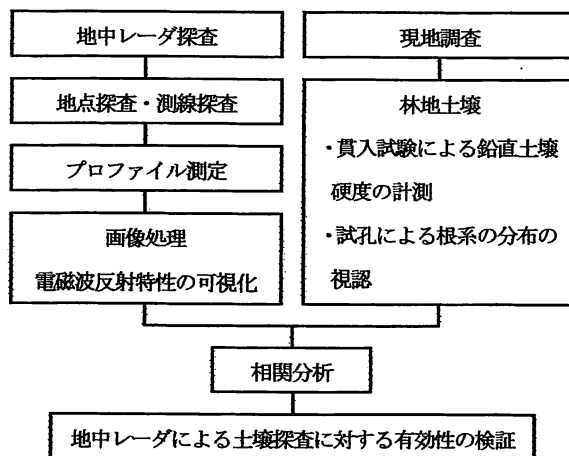 地中レーダ探査
地点探査・測線探査
プロファイル測定
画像処理
電磁波反射特性の可視化
現地調査
林地土壌
・貫入試験による鉛直土壌
硬度の計測
・試孔による根系の分布の
視認
相関分析
地中レーダによる土壌探査に対する有効性の検証